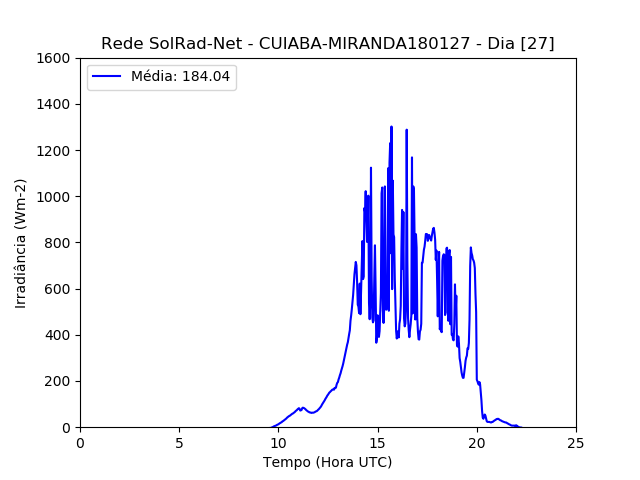 Rede SolRad-Net - CUIABA-MIRANDA180127 - Dia [27]
Média: 184.04
Irradiância (Wm-2)
1600
1400
1200
1000
800
600
400
200
0
0 5 10 15 20 25
Tempo (Hora UTC)